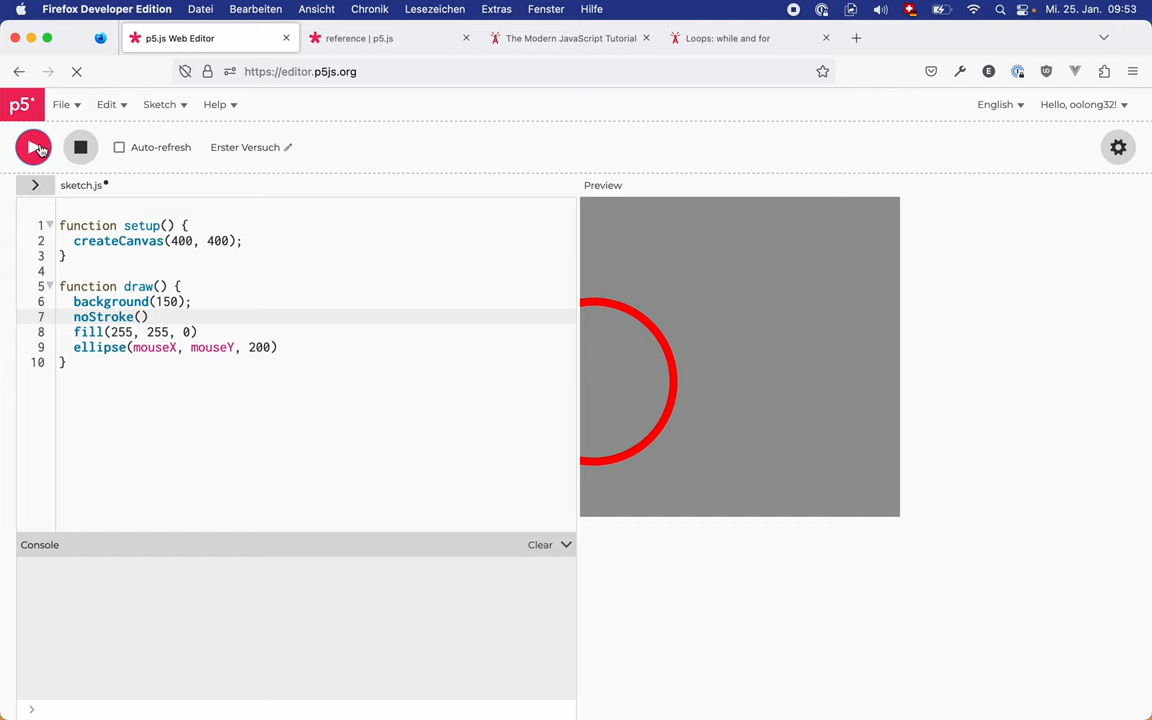 Firefox Developer Edition Datei Bearbeiten Ansicht Chronik Lesezeichen Extras Fenster Hilfe Mi. 25. Jan. 09:53
p5.js Web Editor reference | p5.js The Modern JavaScript Tutorial Loops: while and for
https://editor.p5js.org
p5* File Edit Sketch Help English Hello, oolong32!
Auto-refresh Erster Versuch
sketch.js Preview
1 function setup() {
2 createCanvas(400, 400);
3 }
4
5 function draw() {
6 background(150);
7 noStroke()
8 fill(255, 255, 0)
9 ellipse(mouseX, mouseY, 200)
10 }
Console Clear